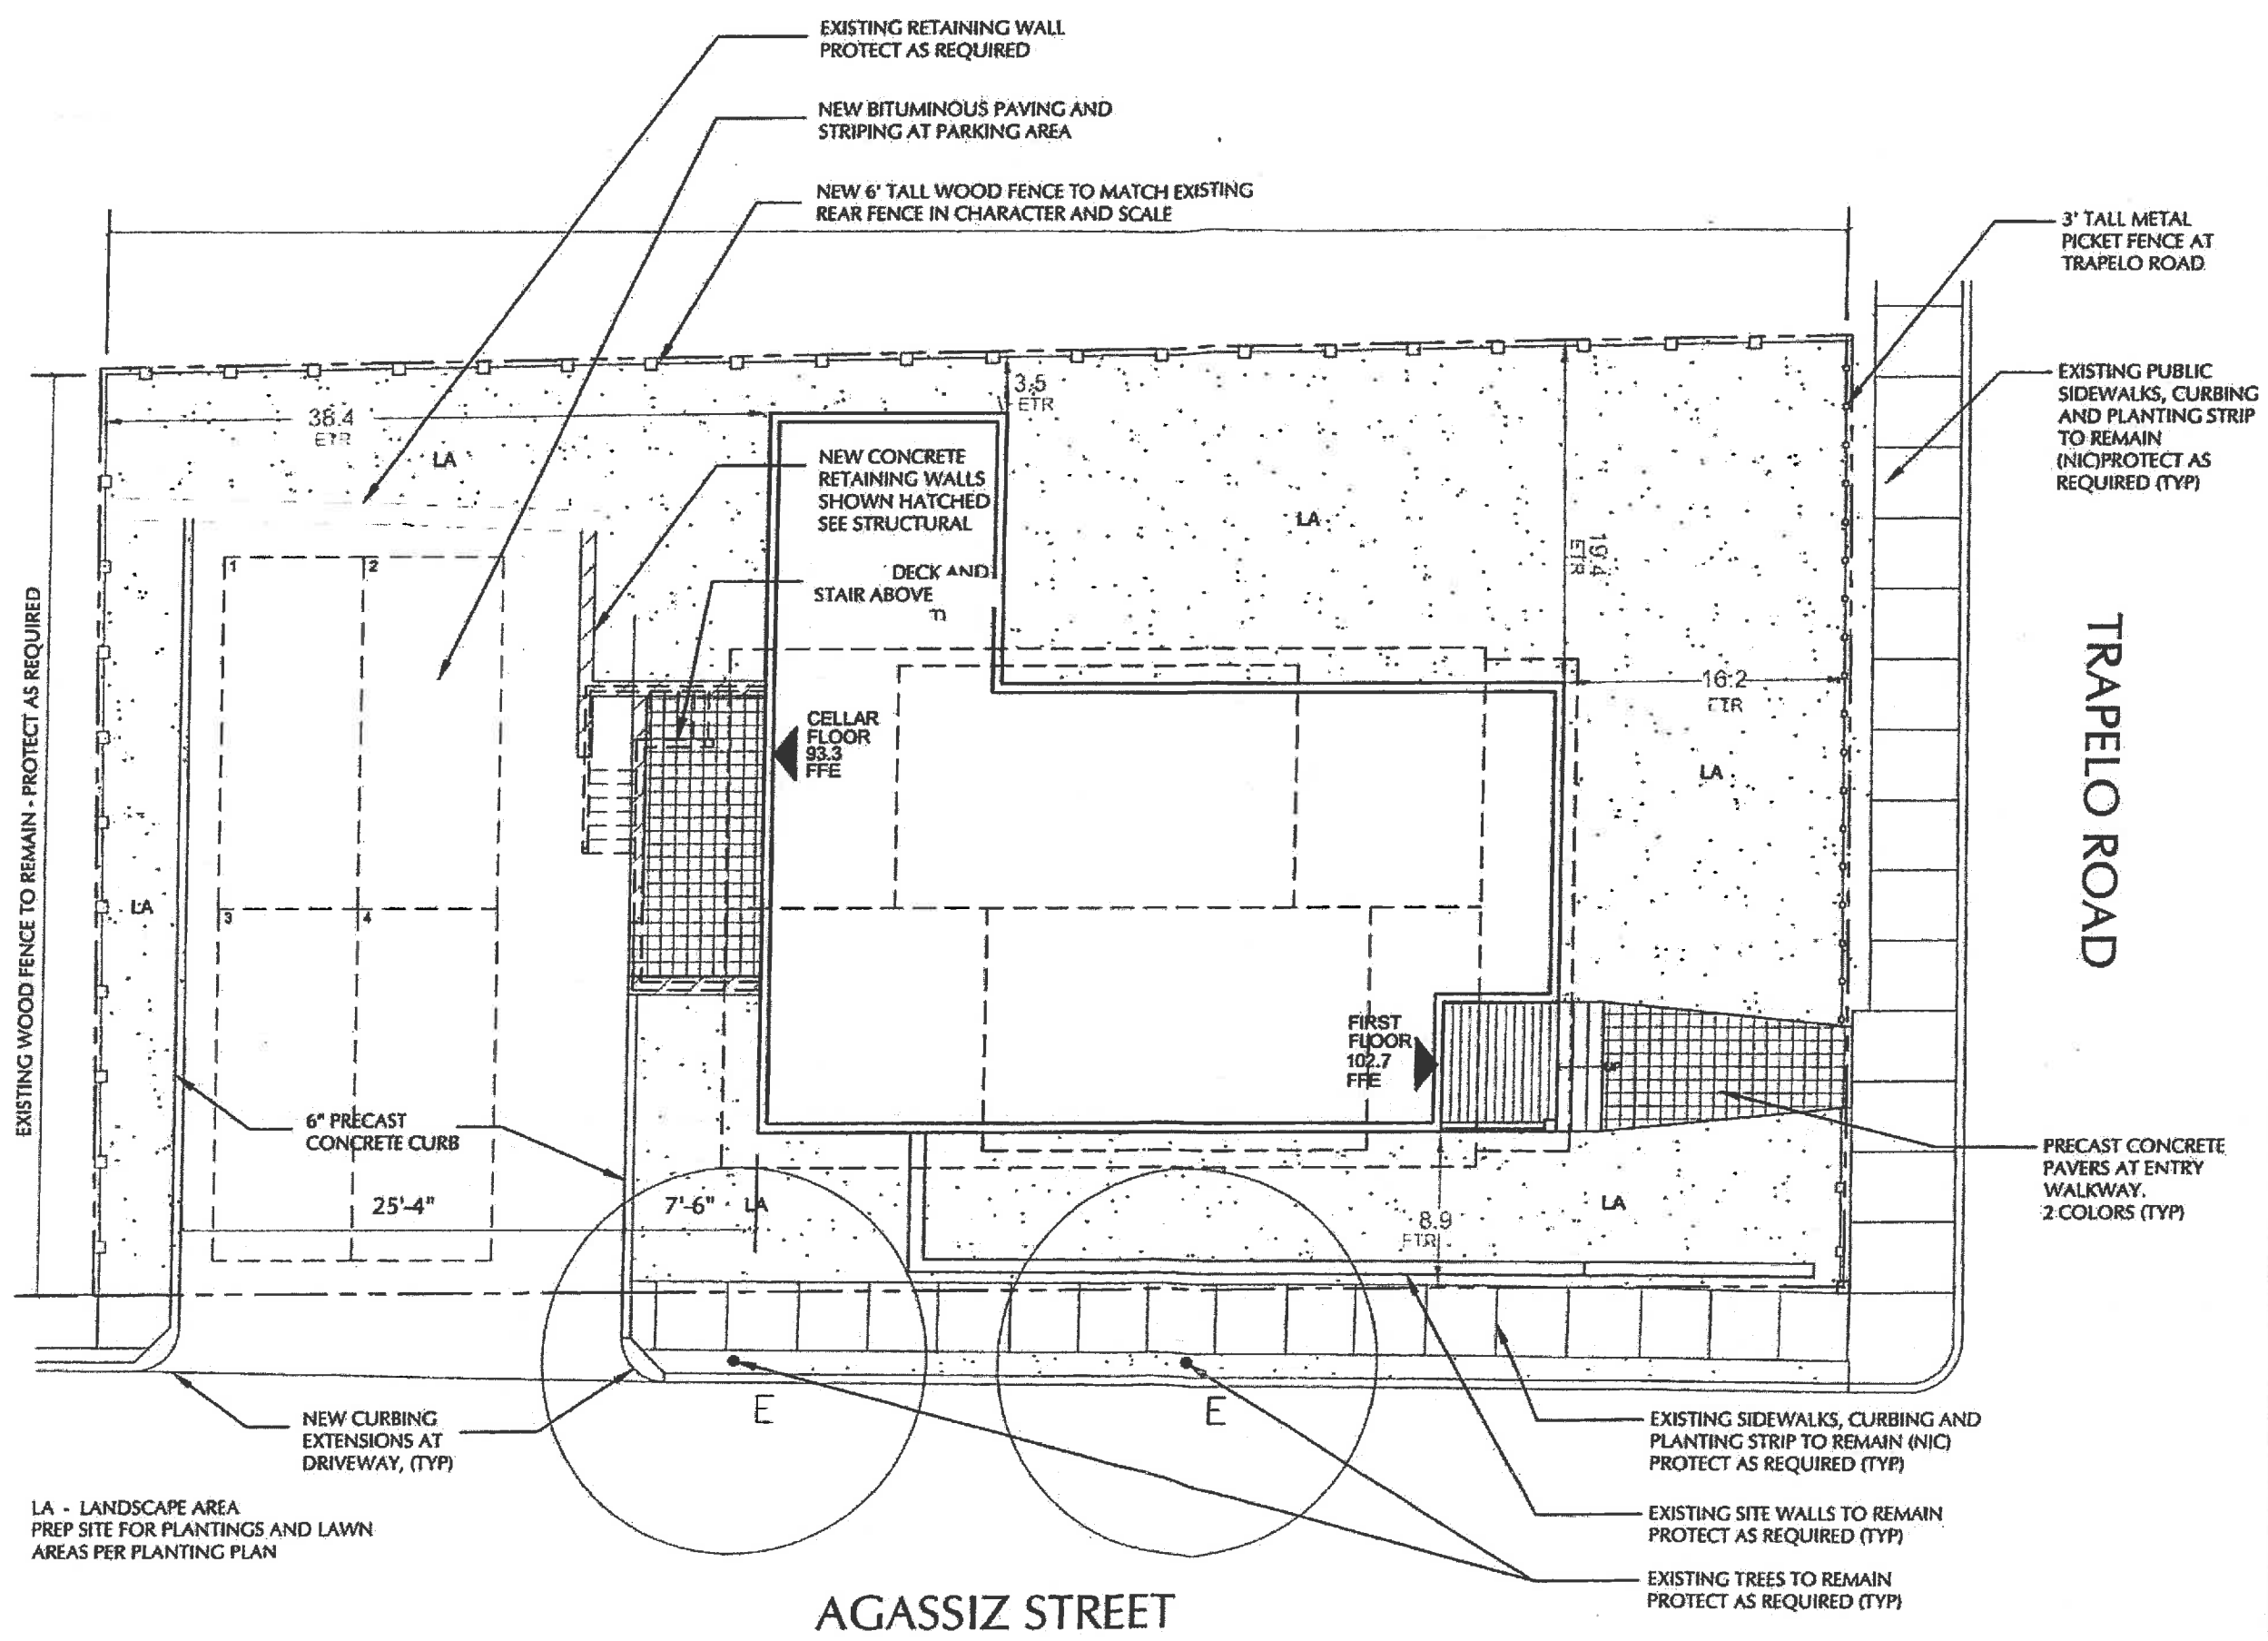 EXISTING RETAINING WALL
PROTECT AS REQUIRED
NEW BITUMINOUS PAVING AND
STRIPING AT PARKING AREA
NEW 6' TALL WOOD FENCE TO MATCH EXISTING
REAR FENCE IN CHARACTER AND SCALE
3' TALL METAL
PICKET FENCE AT
TRAPELO ROAD
EXISTING PUBLIC
SIDEWALKS, CURBING
AND PLANTING STRIP
TO REMAIN
(NIC)PROTECT AS
REQUIRED (TYP)
3.5
ETR
38.4
ETR
LA
NEW CONCRETE
RETAINING WALLS
SHOWN HATCHED
SEE STRUCTURAL
LA
19.4
ETR
DECK AND
STAIR ABOVE
1
2
EXISTING WOOD FENCE TO REMAIN - PROTECT AS REQUIRED
TRAPELO ROAD
16.2
ETR
CELLAR
FLOOR
93.3
FFE
LA
LA
3
4
FIRST
FLOOR
102.7
FFE
UP
6" PRECAST
CONCRETE CURB
PRECAST CONCRETE
PAVERS AT ENTRY
WALKWAY.
2 COLORS (TYP)
25'-4"
7'-6"
LA
LA
8.9
ETR
E
E
NEW CURBING
EXTENSIONS AT
DRIVEWAY, (TYP)
EXISTING SIDEWALKS, CURBING AND
PLANTING STRIP TO REMAIN (NIC)
PROTECT AS REQUIRED (TYP)
LA - LANDSCAPE AREA
PREP SITE FOR PLANTINGS AND LAWN
AREAS PER PLANTING PLAN
EXISTING SITE WALLS TO REMAIN
PROTECT AS REQUIRED (TYP)
EXISTING TREES TO REMAIN
PROTECT AS REQUIRED (TYP)
AGASSIZ STREET